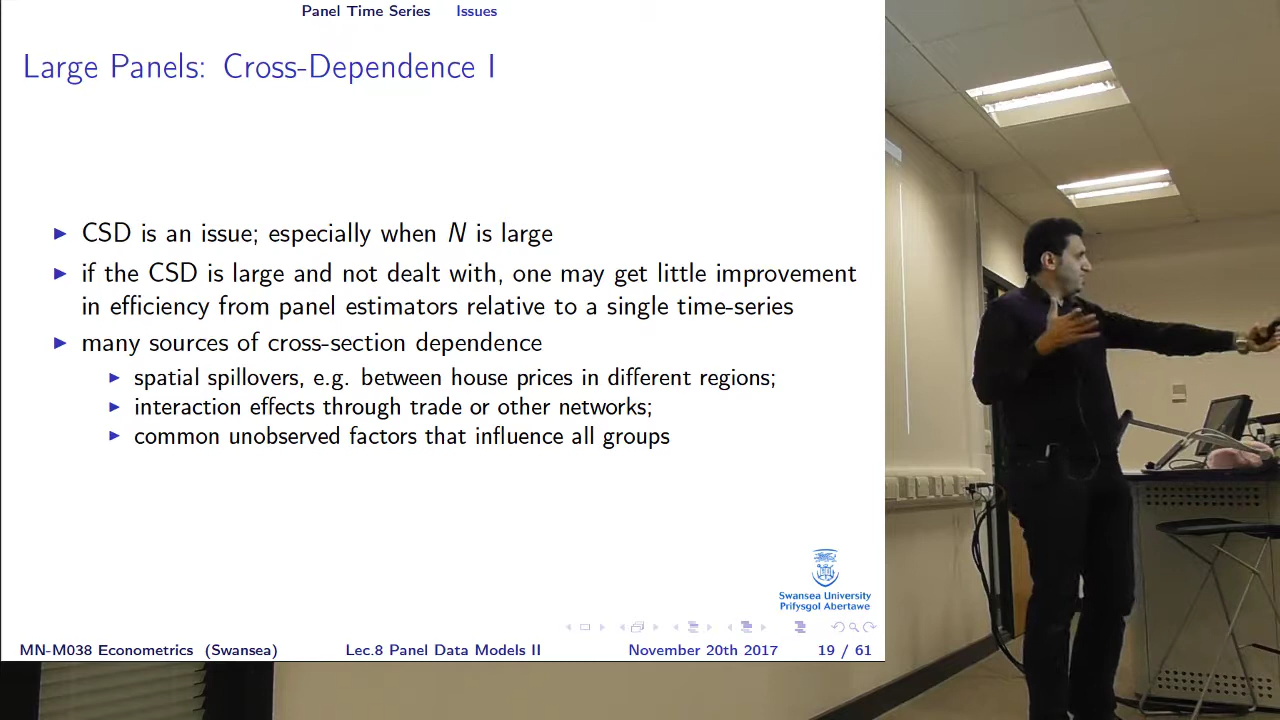 Panel Time Series Issues
Large Panels: Cross-Dependence I
CSD is an issue; especially when N is large
if the CSD is large and not dealt with, one may get little improvement
in efficiency from panel estimators relative to a single time-series
many sources of cross-section dependence
spatial spillovers, e.g. between house prices in different regions;
interaction effects through trade or other networks;
common unobserved factors that influence all groups
Swansea University
Prifysgol Abertawe
MN-M038 Econometrics (Swansea) Lec.8 Panel Data Models II November 20th 2017 19 / 61